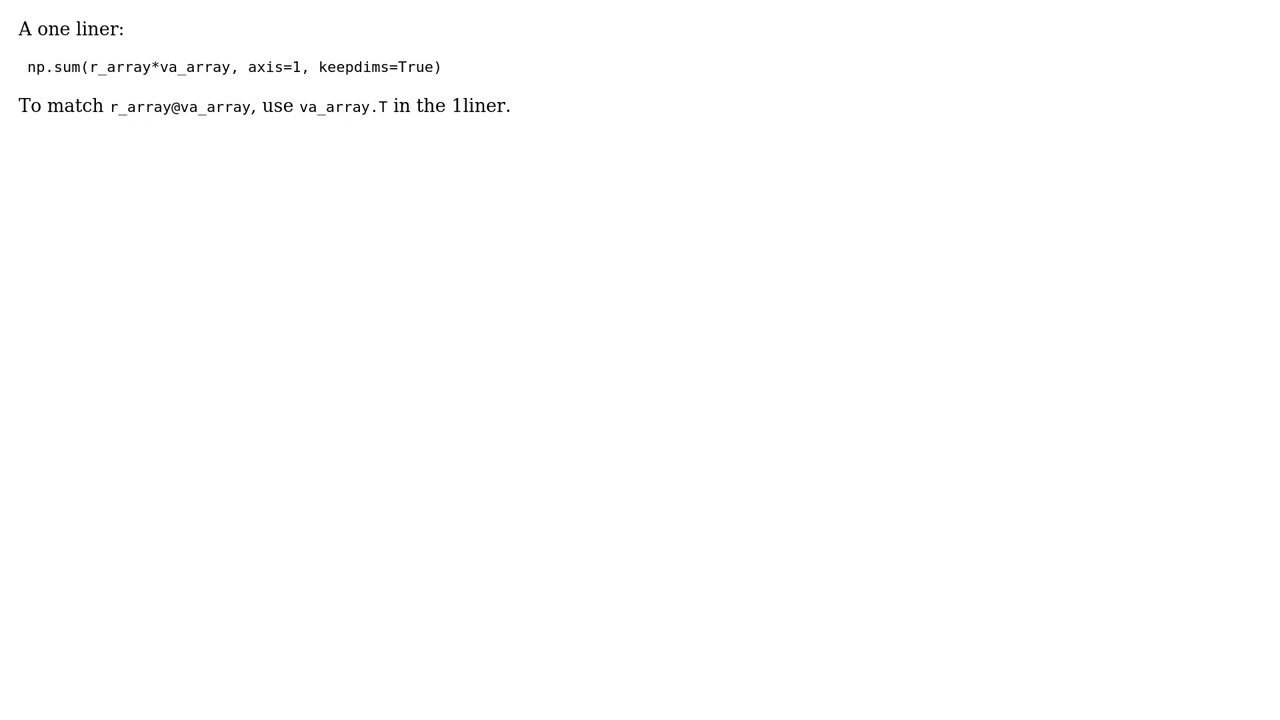 A one liner:
np.sum(r_array*va_array, axis=1, keepdims=True)
To match r_array@va_array, use va_array.T in the 1liner.